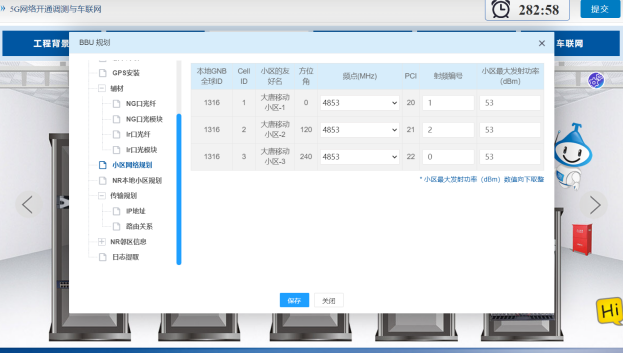 » 5G网络开通调测与车联网
282:58
提交
工程背景
车联网
BBU 规划
×
GPS安装
辅材
NG口光纤
NG口光模块
Ir口光纤
Ir口光模块
小区网络规划
NR本地小区规划
传输规划
IP地址
路由关系
NR邻区信息
日志提取
本地GNB全球ID Cell ID 小区的友好名 方位角 频点(MHz) PCI 射频编号 小区最大发射功率(dBm)
1316 1 大唐移动小区-1 0 4853 20 1 53
1316 2 大唐移动小区-2 120 4853 21 2 53
1316 3 大唐移动小区-3 240 4853 22 0 53
* 小区最大发射功率（dBm）数值向下取整
保存 关闭
Hi